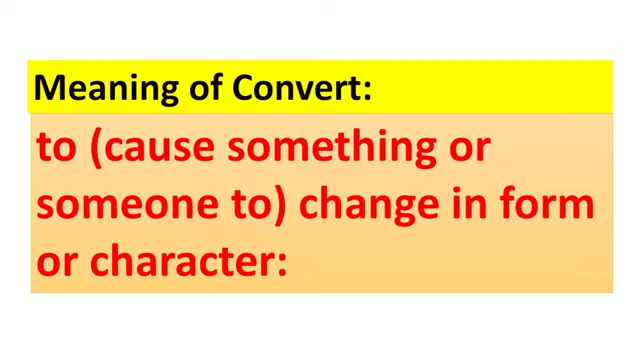 Meaning of Convert:
to (cause something or
someone to) change in form
or character: